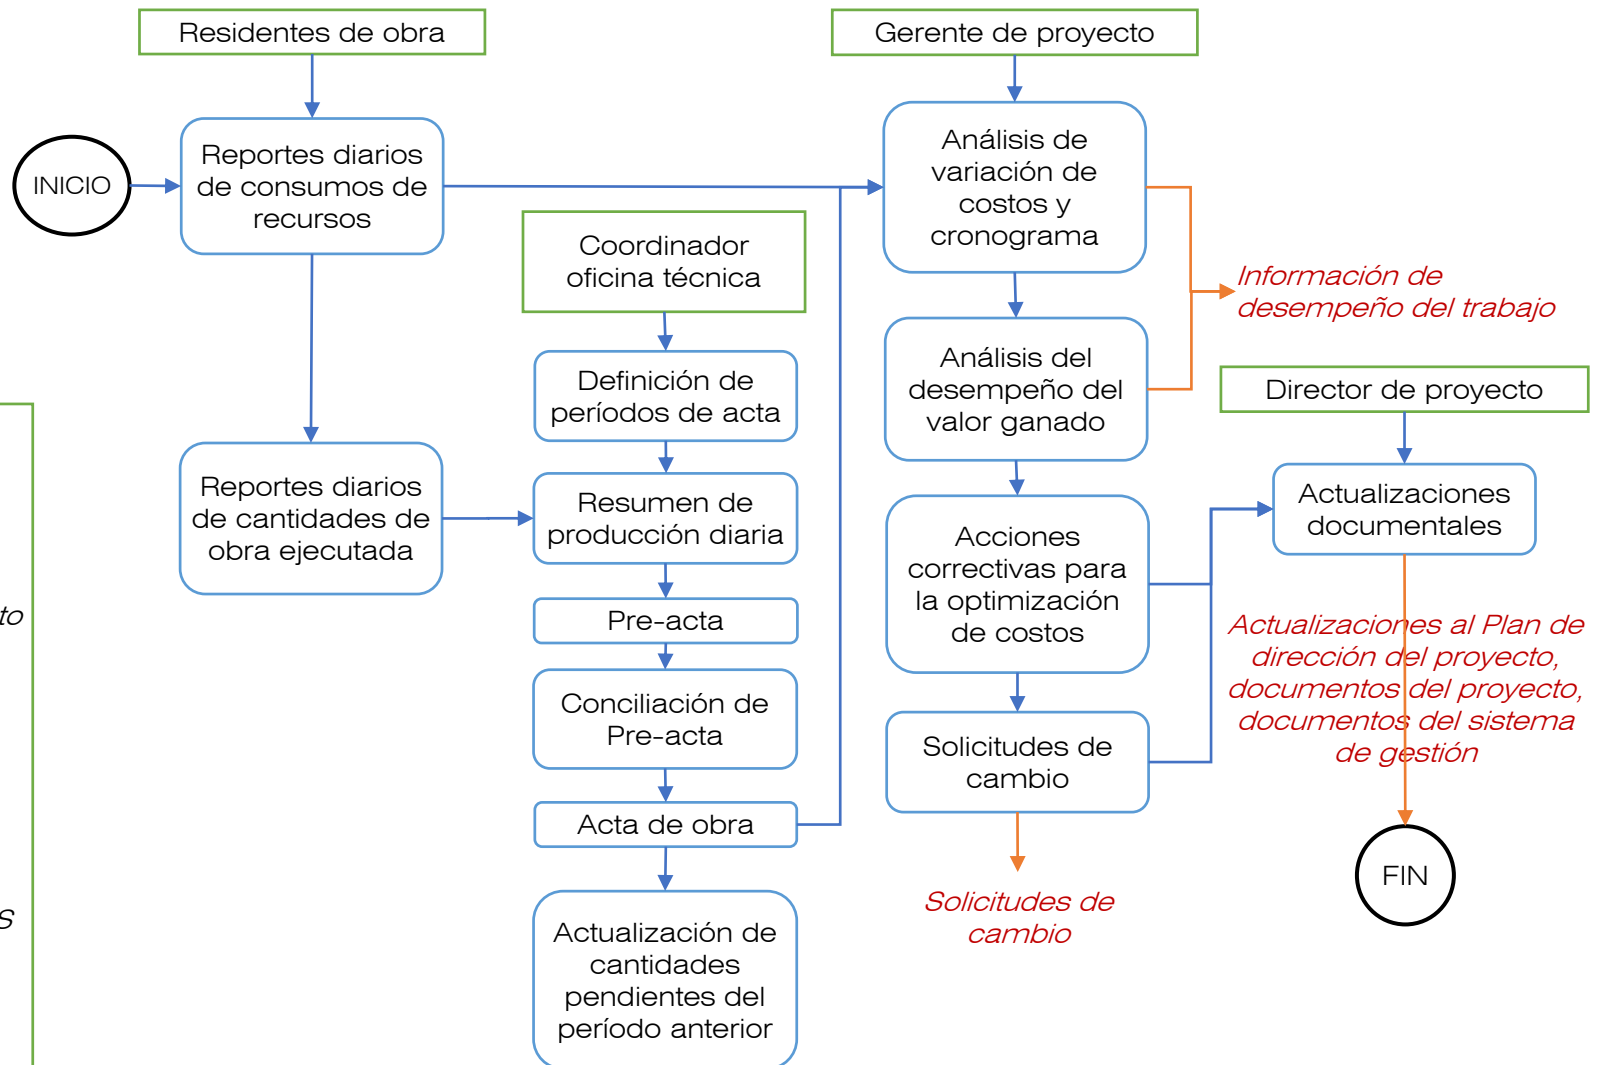 Residentes de obra
Gerente de proyecto
INICIO
Reportes diarios
de consumos de
recursos
Análisis de
variación de
costos y
cronograma
Coordinador
oficina técnica
Información de
desempeño del trabajo
Definición de
períodos de acta
Análisis del
desempeño del
valor ganado
Director de proyecto
Reportes diarios
de cantidades de
obra ejecutada
Resumen de
producción diaria
Acciones
correctivas para
la optimización
de costos
Actualizaciones
documentales
to
Pre-acta
Actualizaciones al Plan de
dirección del proyecto,
documentos del proyecto,
documentos del sistema
de gestión
Conciliación de
Pre-acta
Solicitudes de
cambio
Acta de obra
FIN
S
Solicitudes de
cambio
Actualización de
cantidades
pendientes del
período anterior